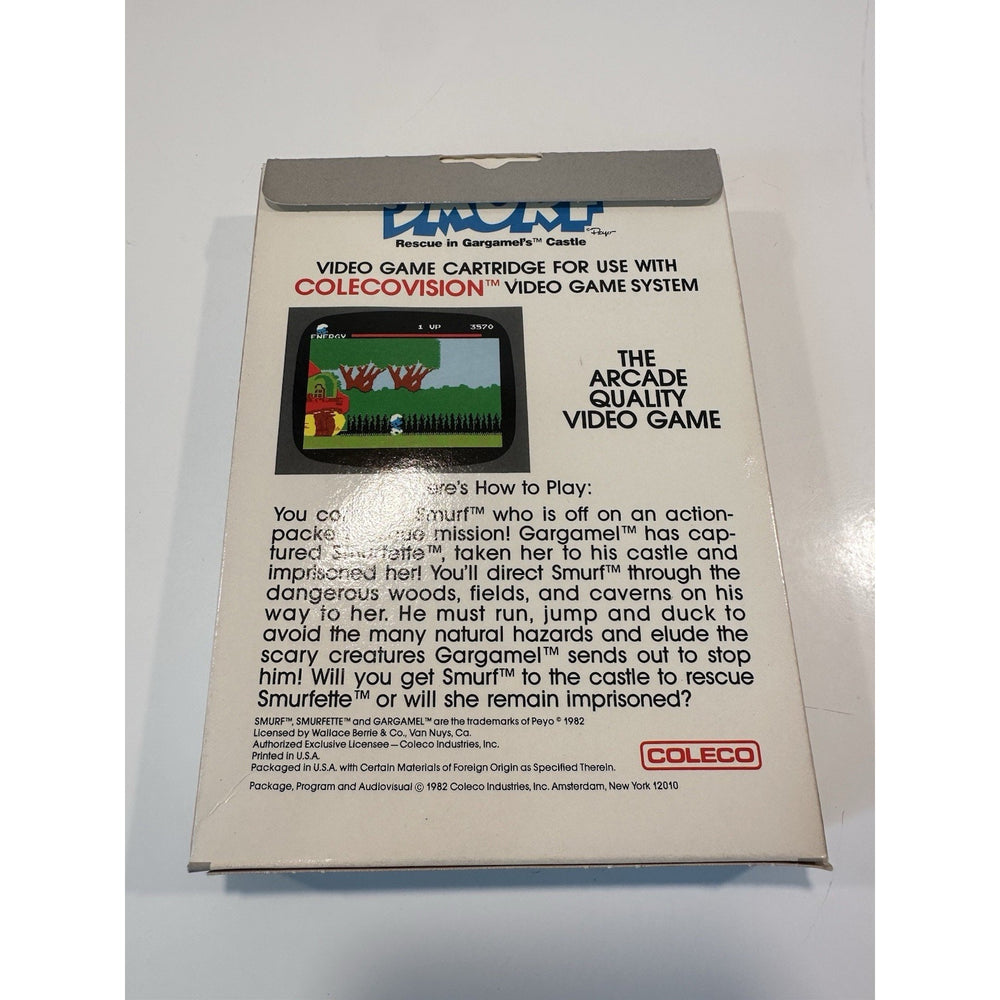 SMURF
©Peyo
Rescue in Gargamel's™ Castle
VIDEO GAME CARTRIDGE FOR USE WITH
COLECOVISION™ VIDEO GAME SYSTEM
1 UP 3570
ENERGY
THE
ARCADE
QUALITY
VIDEO GAME
How to Play:
You Smurf™ who is off on an action-
mission! Gargamel™ has cap-
tured Smurfette™, taken her to his castle and
imprisoned her! You'll direct Smurf™ through the
dangerous woods, fields, and caverns on his
way to her. He must run, jump and duck to
avoid the many natural hazards and elude the
scary creatures Gargamel™ sends out to stop
him! Will you get Smurf™ to the castle to rescue
Smurfette™ or will she remain imprisoned?
SMURF™, SMURFETTE™ and GARGAMEL™ are the trademarks of Peyo © 1982
Licensed by Wallace Berrie & Co., Van Nuys, Ca.
Authorized Exclusive Licensee—Coleco Industries, Inc.
Printed in U.S.A.
Packaged in U.S.A. with Certain Materials of Foreign Origin as Specified Therein.
COLECO
Package, Program and Audiovisual © 1982 Coleco Industries, Inc. Amsterdam, New York 12010